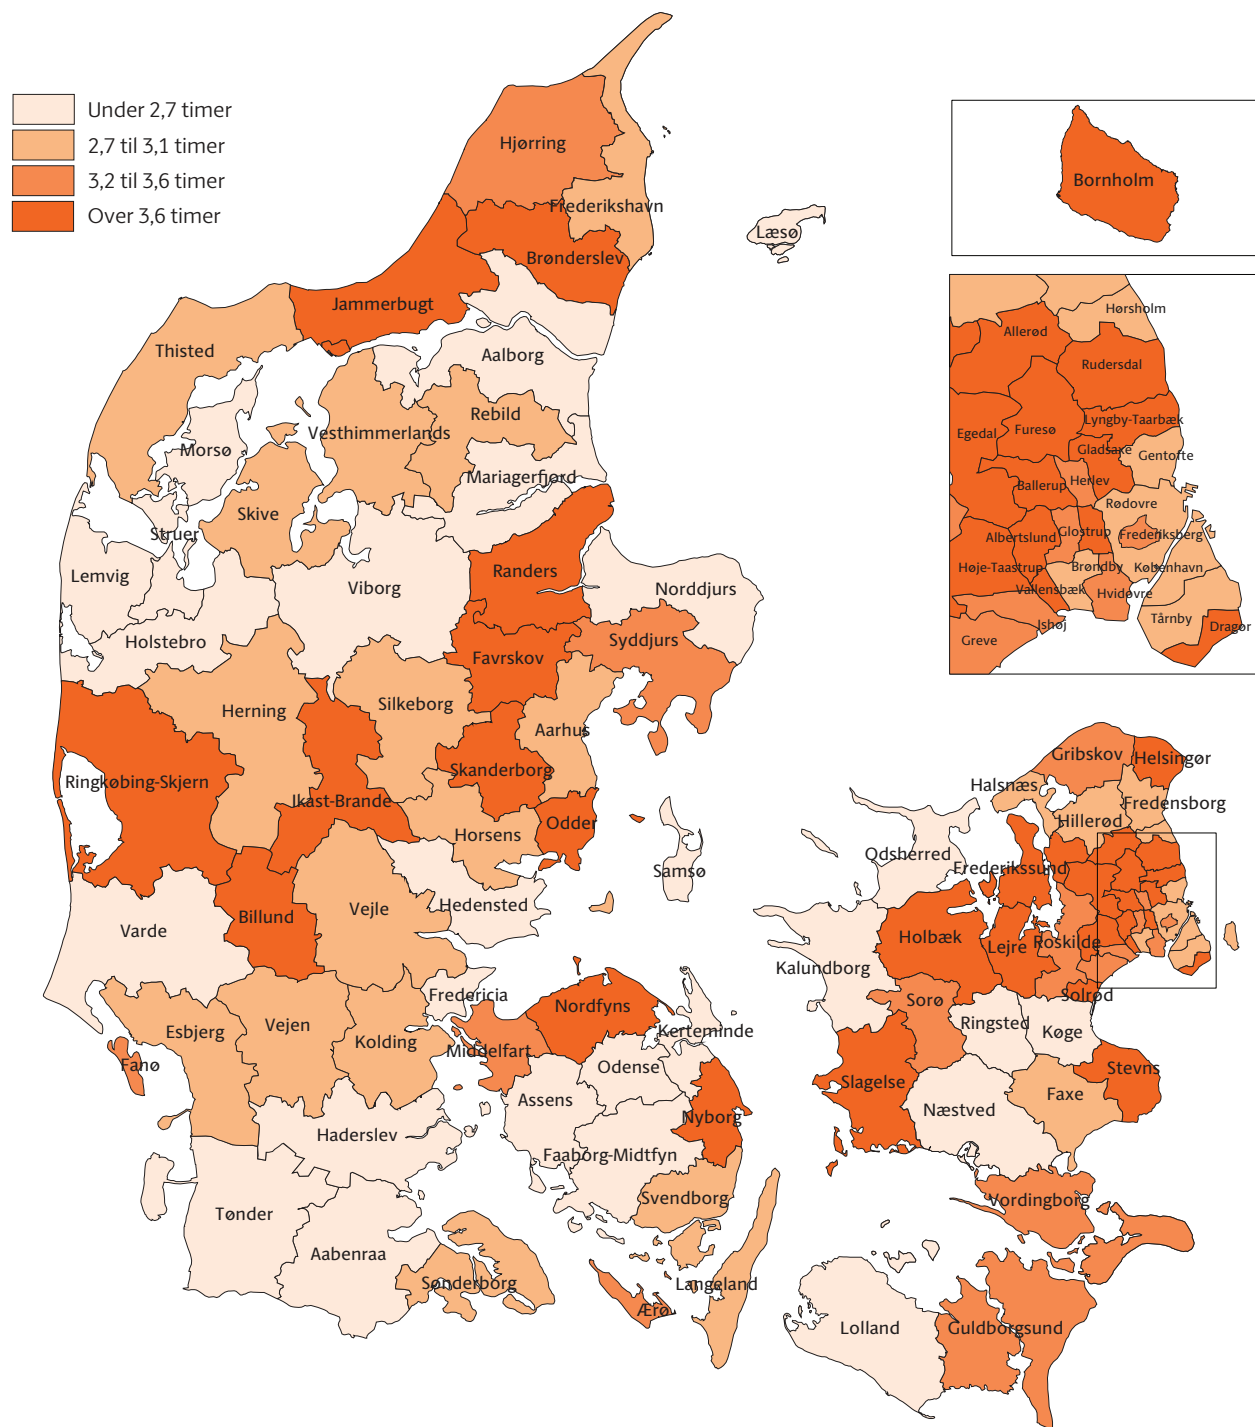 Under 2,7 timer
2,7 til 3,1 timer
3,2 til 3,6 timer
Over 3,6 timer
Hjørring
Frederikshavn
Læsø
Brønderslev
Jammerbugt
Thisted
Aalborg
Rebild
Vesthimmerlands
Morsø
Mariagerfjord
Skive
Struer
Lemvig
Viborg
Randers
Norddjurs
Holstebro
Syddjurs
Favrskov
Herning
Silkeborg
Aarhus
Ringkøbing-Skjern
Skanderborg
Ikast-Brande
Odder
Horsens
Samsø
Hedensted
Vejle
Billund
Varde
Fredericia
Esbjerg
Vejen
Kolding
Fanø
Haderslev
Tønder
Aabenraa
Sønderborg
Nordfyns
Middelfart
Kerteminde
Odense
Assens
Nyborg
Faaborg-Midtfyn
Svendborg
Langeland
Ærø
Bornholm
Hørsholm
Allerød
Rudersdal
Lyngby-Taarbæk
Egedal
Furesø
Gladsaxe
Gentofte
Ballerup
Herlev
Rødovre
Albertslund
Glostrup
Frederiksberg
Høje-Taastrup
Brøndby
København
Vallensbæk
Hvidovre
Ishøj
Tårnby
Dragør
Greve
Gribskov
Helsingør
Halsnæs
Fredensborg
Hillerød
Odsherred
Frederikssund
Holbæk
Lejre
Roskilde
Kalundborg
Solrød
Sorø
Ringsted
Køge
Stevns
Slagelse
Faxe
Næstved
Vordingborg
Lolland
Guldborgsund